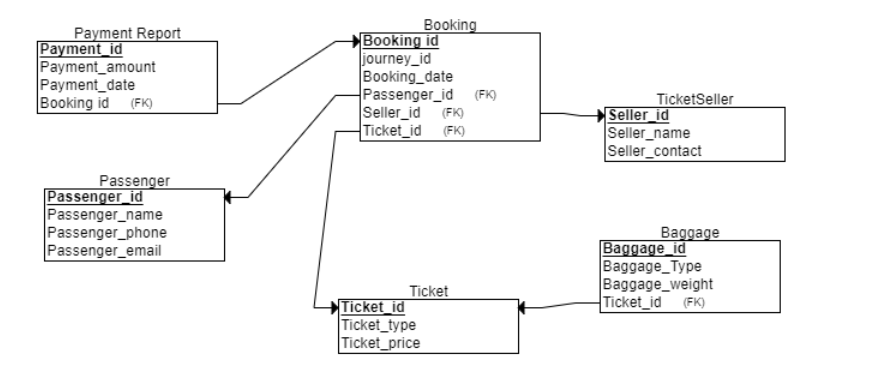 Payment Report
Payment_id
Payment_amount
Payment_date
Booking id (FK)
Booking
Booking id
journey_id
Booking_date
Passenger_id (FK)
Seller_id (FK)
Ticket_id (FK)
TicketSeller
Seller_id
Seller_name
Seller_contact
Passenger
Passenger_id
Passenger_name
Passenger_phone
Passenger_email
Baggage
Baggage_id
Baggage_Type
Baggage_weight
Ticket_id (FK)
Ticket
Ticket_id
Ticket_type
Ticket_price